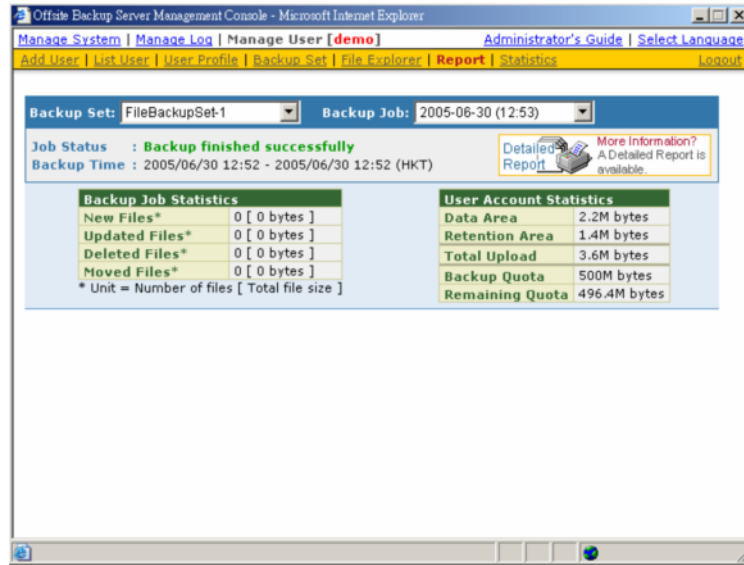 Offsite Backup Server Management Console - Microsoft Internet Explorer
Manage System | Manage Log | Manage User [demo] Administrator's Guide | Select Language
Add User | List User | User Profile | Backup Set | File Explorer | Report | Statistics Logout
Backup Set: FileBackupSet-1 Backup Job: 2005-06-30 (12:53)
Job Status : Backup finished successfully
Backup Time : 2005/06/30 12:52 - 2005/06/30 12:52 (HKT)
Detailed Report
More Information?
A Detailed Report is
available.
Backup Job Statistics
New Files* 0 [ 0 bytes ]
Updated Files* 0 [ 0 bytes ]
Deleted Files* 0 [ 0 bytes ]
Moved Files* 0 [ 0 bytes ]
* Unit = Number of files [ Total file size ]
User Account Statistics
Data Area 2.2M bytes
Retention Area 1.4M bytes
Total Upload 3.6M bytes
Backup Quota 500M bytes
Remaining Quota 496.4M bytes